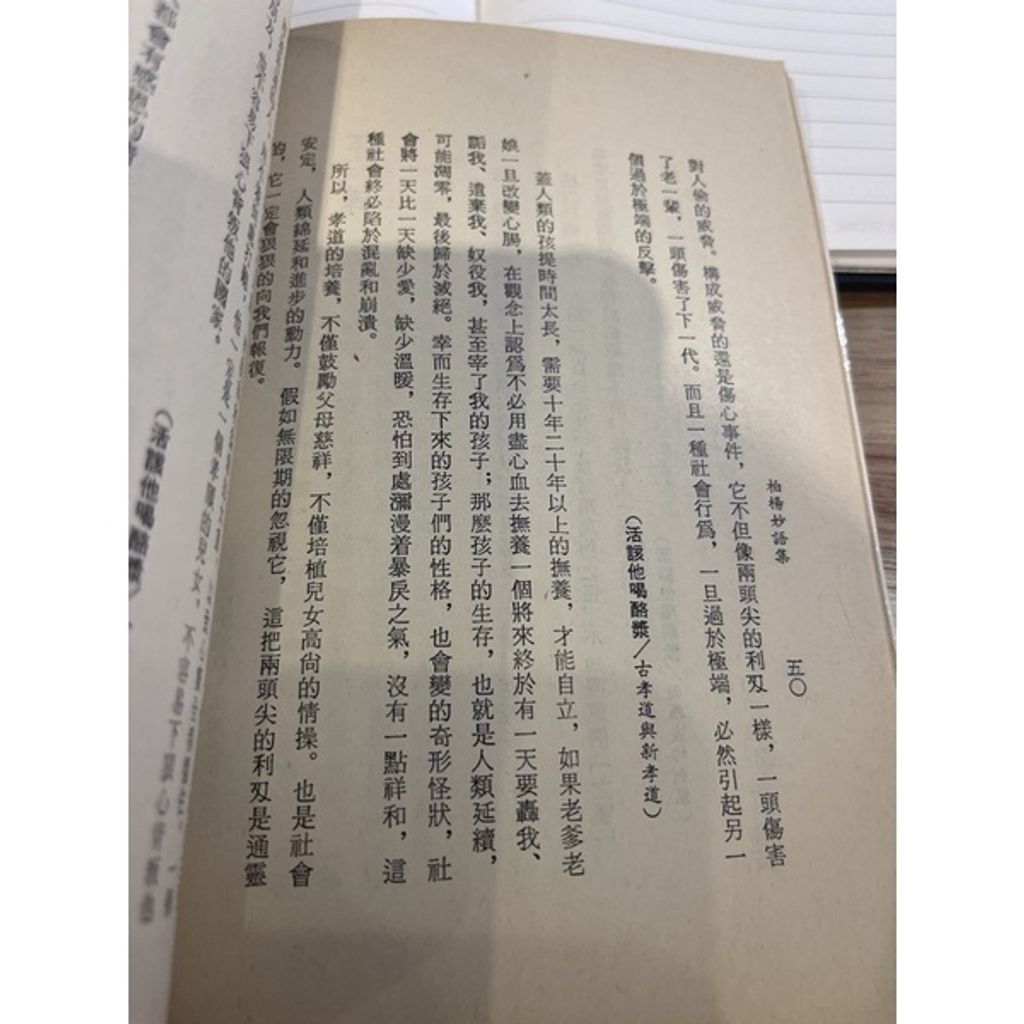 柏楊妙語集
五〇
對人倫的威脅。構成威脅的還是傷心事件，它不但像兩頭尖的利刄一樣，一頭傷害
了老一輩，一頭傷害了下一代。而且一種社會行爲，一旦過於極端，必然引起另一
個過於極端的反擊。
（活該他喝酪漿／古孝道與新孝道）
蓋人類的孩提時間太長，需要十年二十年以上的撫養，才能自立，如果老爹老
娘一旦改變心腸，在觀念上認爲不必用盡心血去撫養一個將來終於有一天要轟我、
詬我、遺棄我、奴役我，甚至宰了我的孩子；那麼孩子的生存，也就是人類延續，
可能凋零，最後歸於滅絕。幸而生存下來的孩子們的性格，也會變的奇形怪狀，社
會將一天比一天缺少愛，缺少溫暖，恐怕到處瀰漫着暴戾之氣，沒有一點祥和，這
種社會終必陷於混亂和崩潰。
所以，孝道的培養，不僅鼓勵父母慈祥，不僅培植兒女高尙的情操。也是社會
安定，人類綿延和進步的動力。假如無限期的忽視它，這把兩頭尖的利刄是通靈
的，它一定會狠狠的向我們報復。
（活該他喝酪漿）